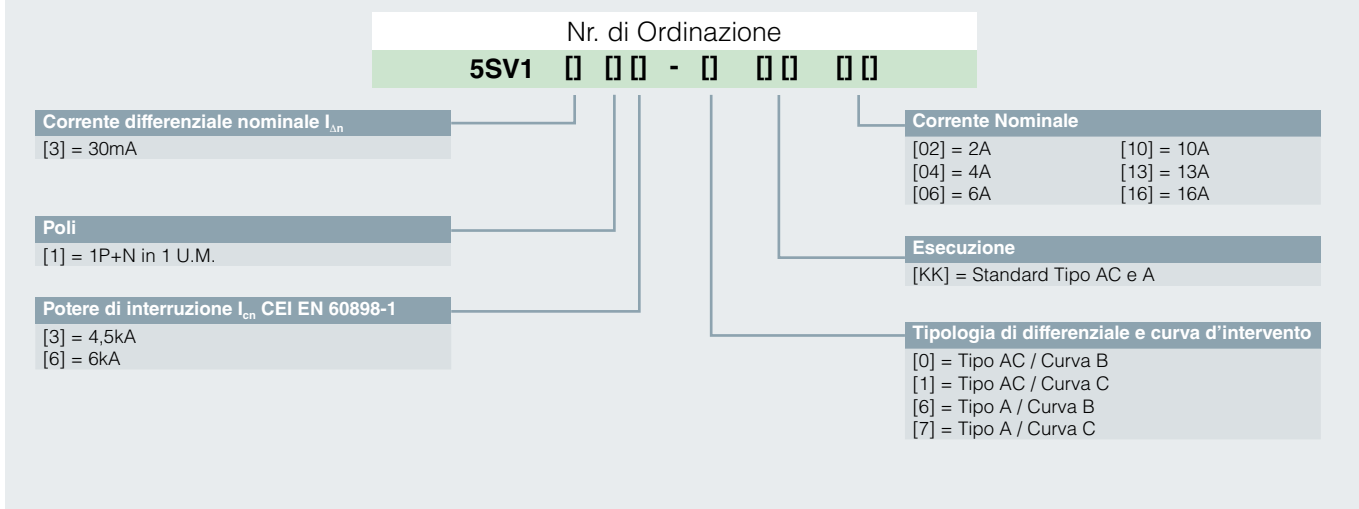 Nr. di Ordinazione
5SV1 [] [] [] - [] [] [] [] []
Corrente differenziale nominale IΔn
[3] = 30mA
Poli
[1] = 1P+N in 1 U.M.
Potere di interruzione Icn CEI EN 60898-1
[3] = 4,5kA
[6] = 6kA
Corrente Nominale
[02] = 2A [10] = 10A
[04] = 4A [13] = 13A
[06] = 6A [16] = 16A
Esecuzione
[KK] = Standard Tipo AC e A
Tipologia di differenziale e curva d'intervento
[0] = Tipo AC / Curva B
[1] = Tipo AC / Curva C
[6] = Tipo A / Curva B
[7] = Tipo A / Curva C